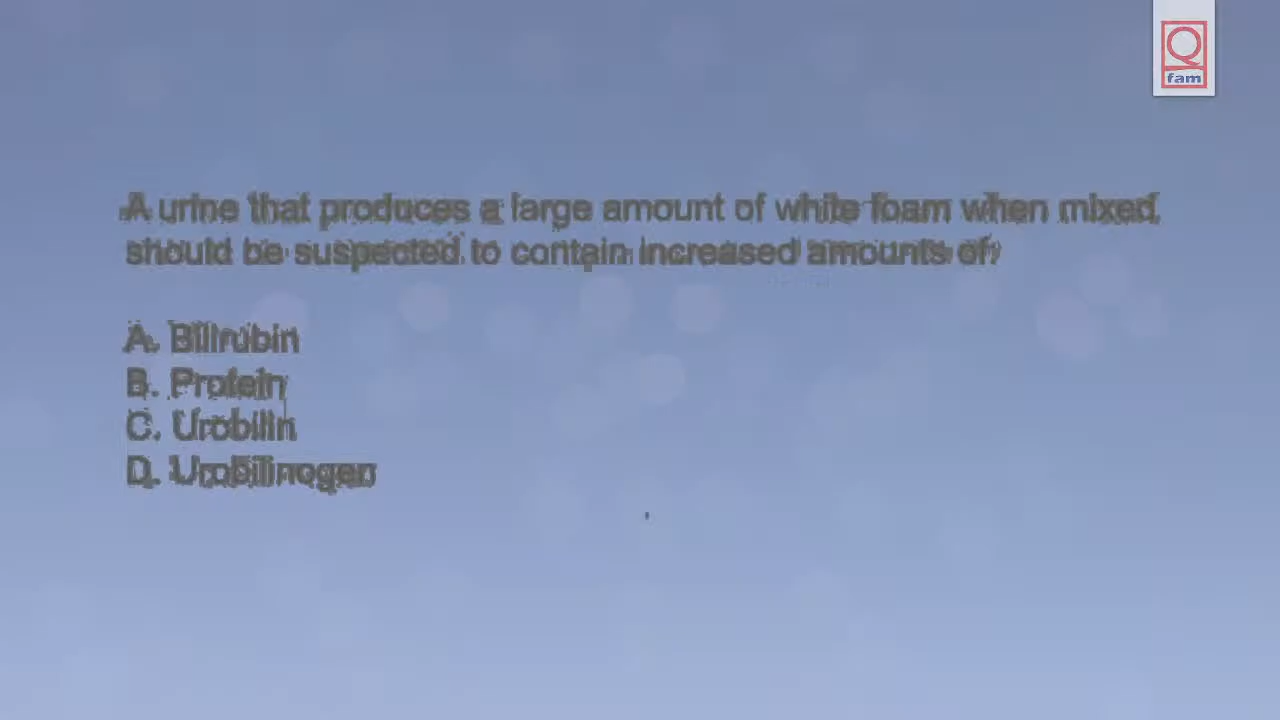 Q
fam
A urine that produces a large amount of white foam when mixed,
should be suspected to contain increased amounts of?
A. Bilirubin
B. Protein
C. Urobilin
D. Urobilinogen